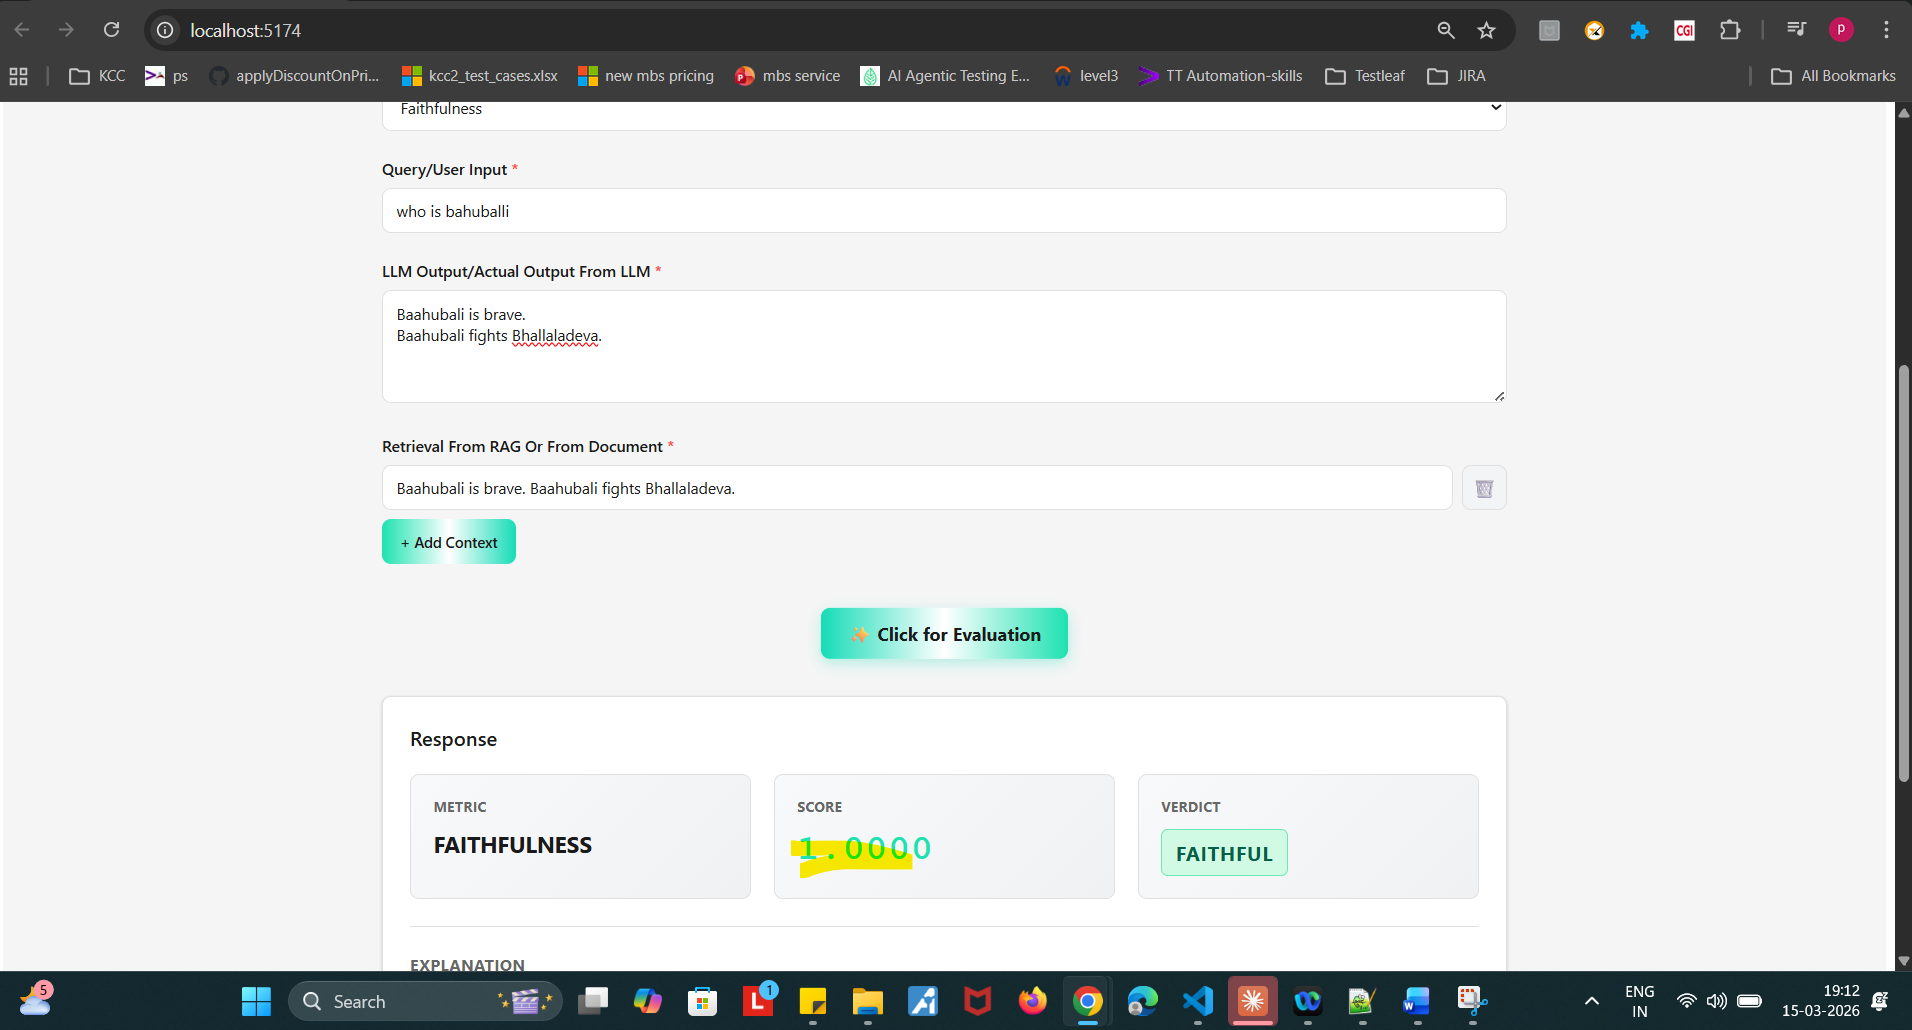 localhost:5174
CGI
P
KCC
ps
applyDiscountOnPri...
kcc2_test_cases.xlsx
new mbs pricing
mbs service
AI Agentic Testing E...
level3
TT Automation-skills
Testleaf
JIRA
All Bookmarks
Faithfulness
Query/User Input *
who is bahuballi
LLM Output/Actual Output From LLM *
Baahubali is brave.
Baahubali fights Bhallaladeva.
Retrieval From RAG Or From Document *
Baahubali is brave. Baahubali fights Bhallaladeva.
+ Add Context
✨ Click for Evaluation
Response
METRIC
FAITHFULNESS
SCORE
1.0000
VERDICT
FAITHFUL
EXPLANATION
5
Search
L
1
ENG
IN
19:12
15-03-2026